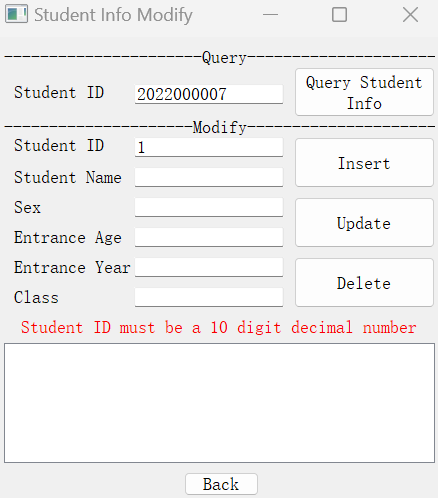 Student Info Modify
Query
Student ID 2022000007 Query Student
Info
Modify
Student ID 1
Insert
Student Name
Sex
Update
Entrance Age
Entrance Year
Delete
Class
Student ID must be a 10 digit decimal number
Back